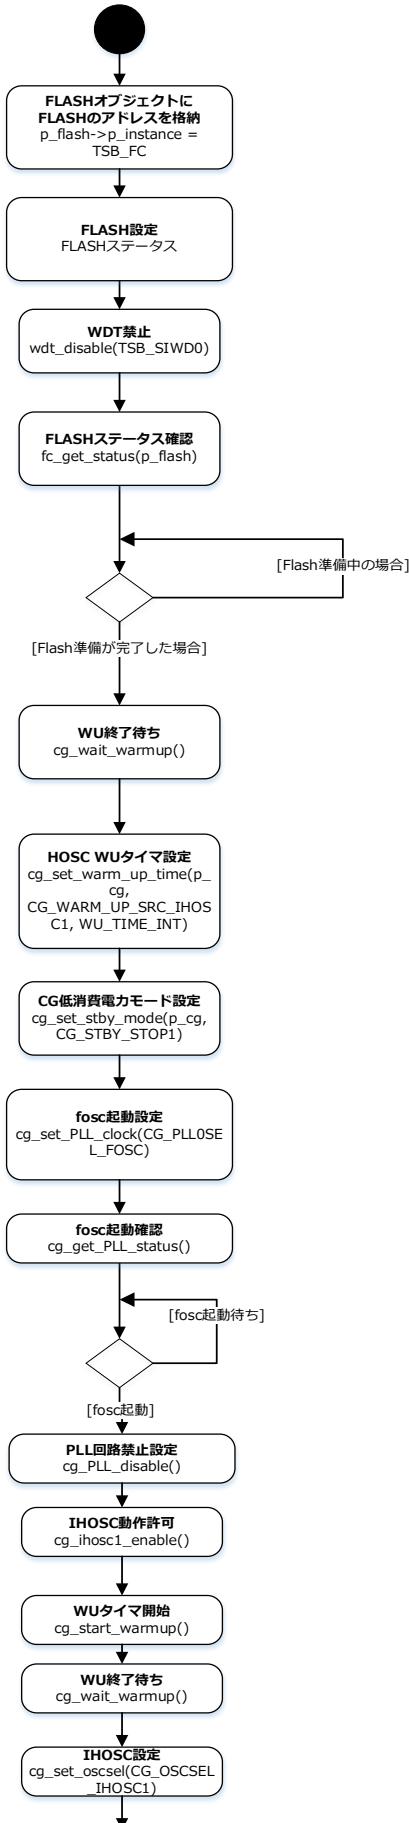 FLASHオブジェクトに
FLASHのアドレスを格納
p_flash->p_instance =
TSB_FC
FLASH設定
FLASHステータス
WDT禁止
wdt_disable(TSB_SIWD0)
FLASHステータス確認
fc_get_status(p_flash)
[Flash準備中の場合]
[Flash準備が完了した場合]
WU終了待ち
cg_wait_warmup()
HOSC WUタイマ設定
cg_set_warm_up_time(p_
cg,
CG_WARM_UP_SRC_IHOS
C1, WU_TIME_INT)
CG低消費電力モード設定
cg_set_stby_mode(p_cg,
CG_STBY_STOP1)
fosc起動設定
cg_set_PLL_clock(CG_PLL0SE
L_FOSC)
fosc起動確認
cg_get_PLL_status()
[fosc起動待ち]
[fosc起動]
PLL回路禁止設定
cg_PLL_disable()
IHOSC動作許可
cg_ihosc1_enable()
WUタイマ開始
cg_start_warmup()
WU終了待ち
cg_wait_warmup()
IHOSC設定
cg_set_oscsel(CG_OSCSEL
_IHOSC1)